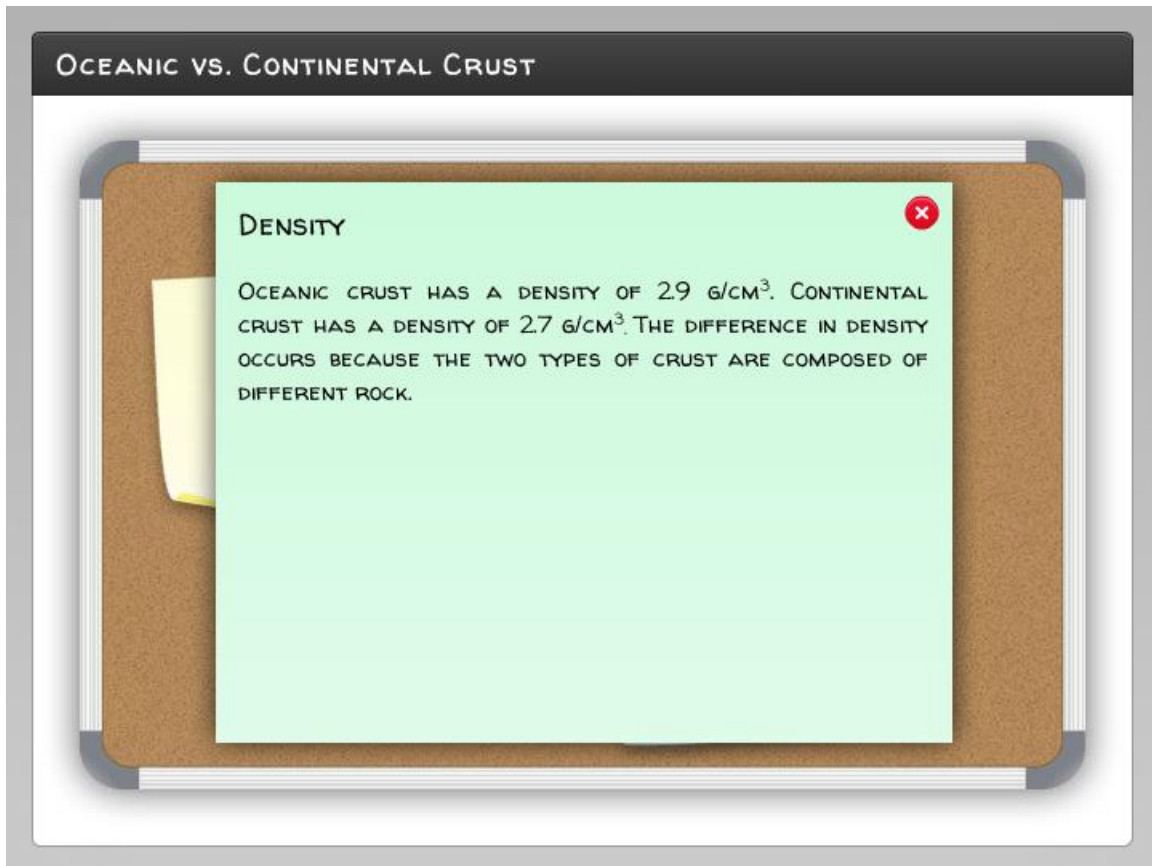 Oceanic vs. Continental Crust
Density
Oceanic crust has a density of 2.9 g/cm³. Continental
crust has a density of 2.7 g/cm³. The difference in density
occurs because the two types of crust are composed of
different rock.